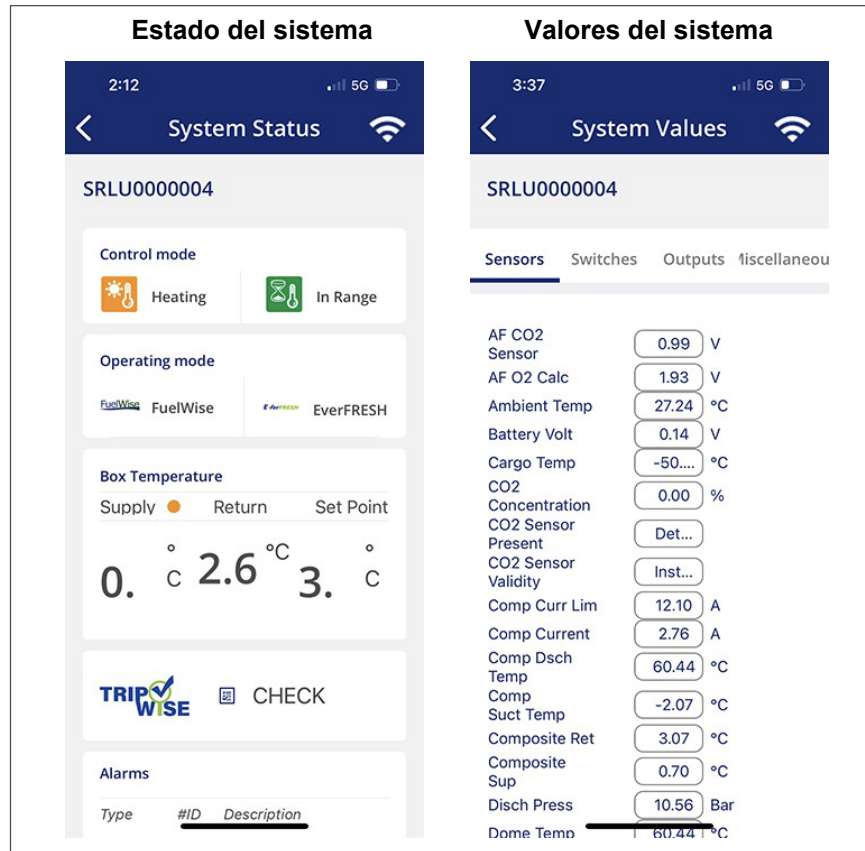 Estado del sistema
2:12 5G
System Status
SRLU0000004
Control mode
Heating In Range
Operating mode
FuelWise FuelWise EverFRESH EverFRESH
Box Temperature
Supply Return Set Point
0. °C 2.6 °C 3. °C
TRIPWISE CHECK
Alarms
Type #ID Description
Valores del sistema
3:37 5G
System Values
SRLU0000004
Sensors Switches Outputs Miscellaneou
AF CO2
Sensor 0.99 V
AF O2 Calc 1.93 V
Ambient Temp 27.24 °C
Battery Volt 0.14 V
Cargo Temp -50.... °C
CO2
Concentration 0.00 %
CO2 Sensor
Present Det...
CO2 Sensor
Validity Inst...
Comp Curr Lim 12.10 A
Comp Current 2.76 A
Comp Dsch
Temp 60.44 °C
Comp
Suct Temp -2.07 °C
Composite Ret 3.07 °C
Composite
Sup 0.70 °C
Disch Press 10.56 Bar
Dome Temp 60.44 °C